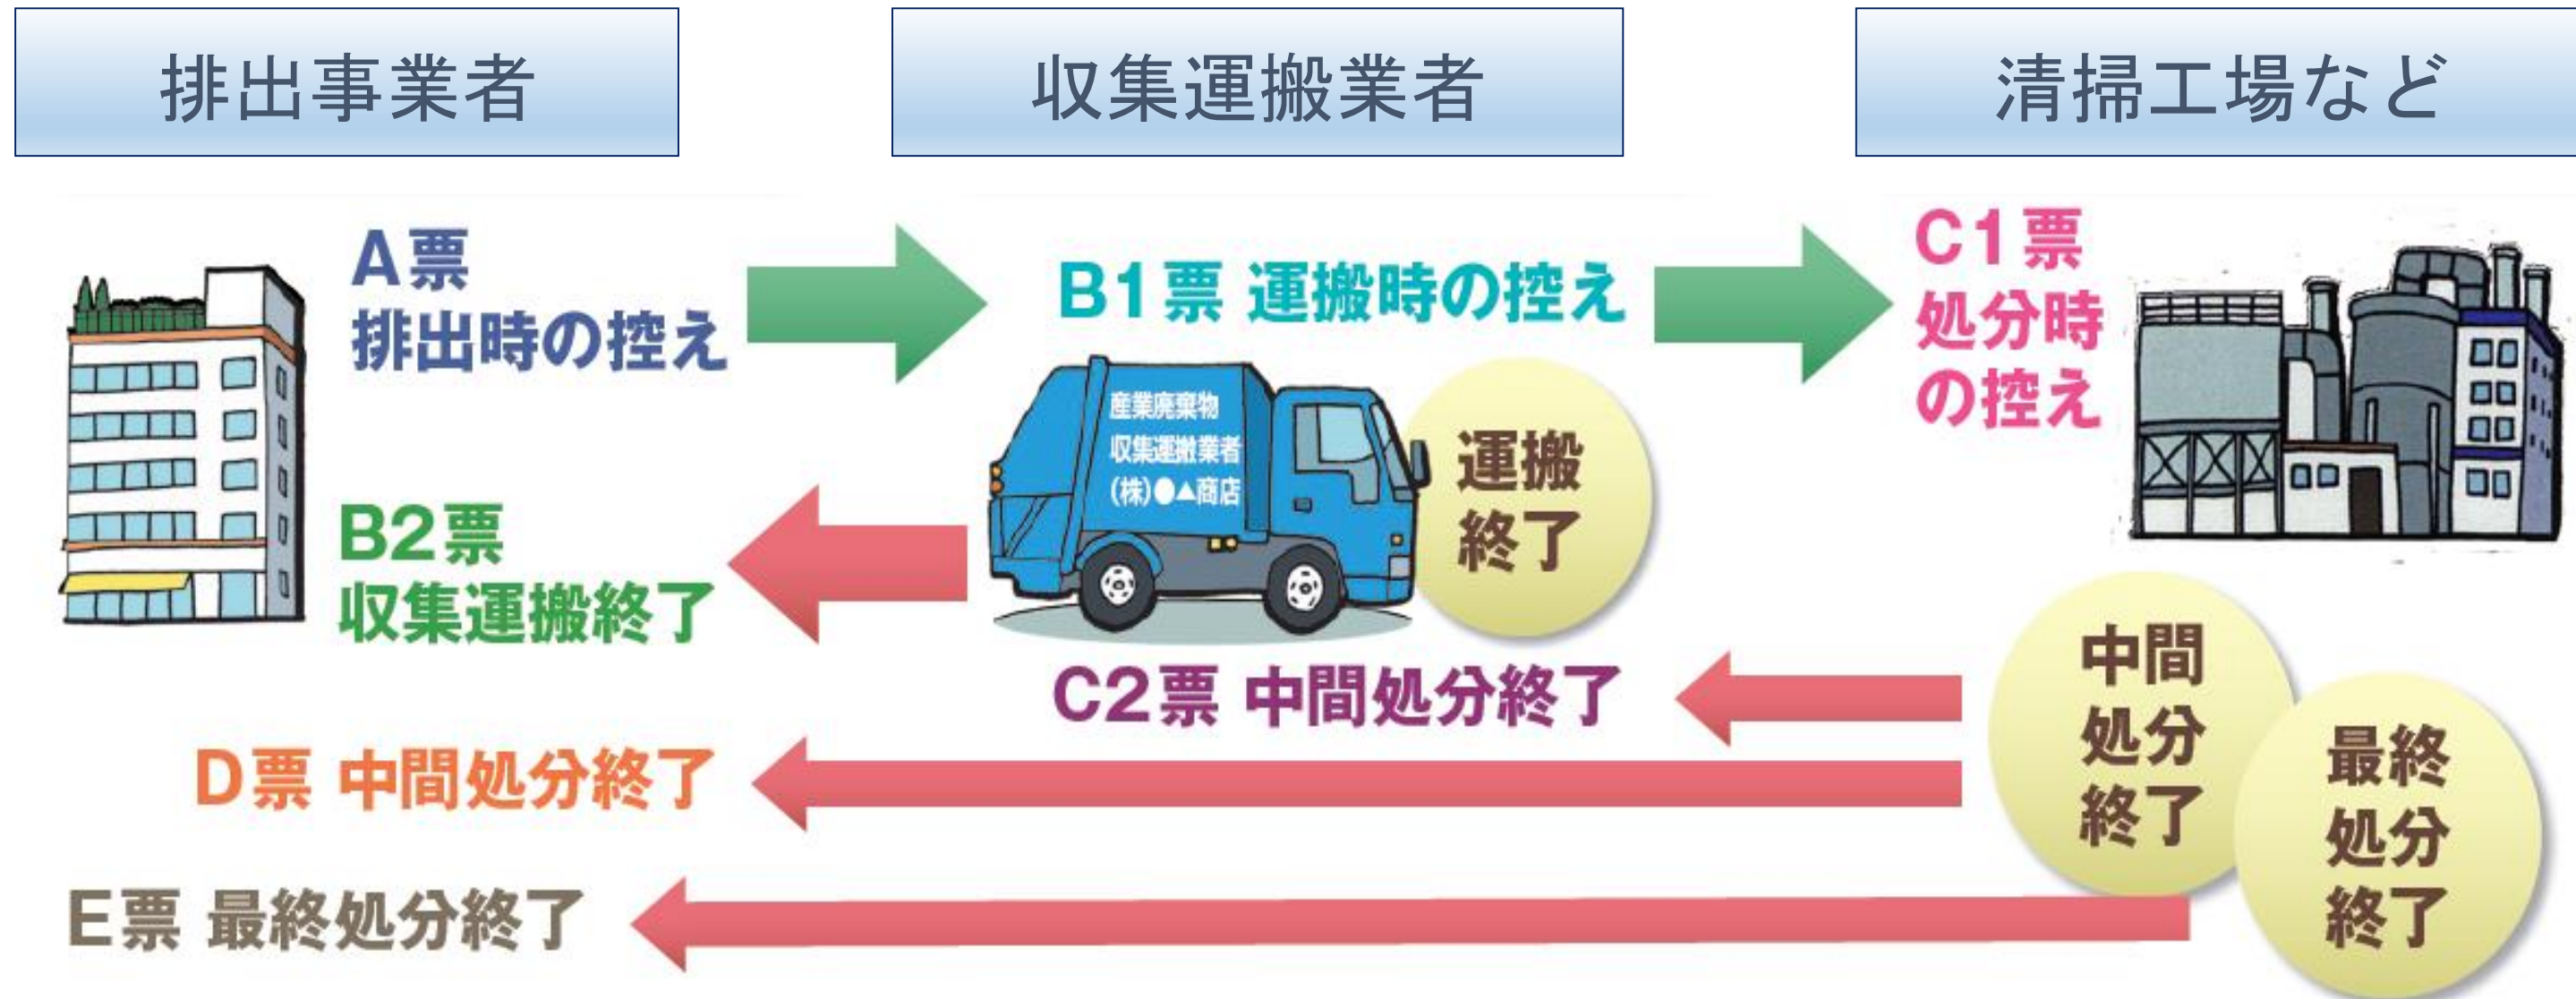 排出事業者
収集運搬業者
清掃工場など
A票
排出時の控え
B1票 運搬時の控え
C1票
処分時
の控え
産業廃棄物
収集運搬業者
(株)●▲商店
運搬
終了
B2票
収集運搬終了
C2票 中間処分終了
中間
処分
終了
D票 中間処分終了
最終
処分
終了
E票 最終処分終了